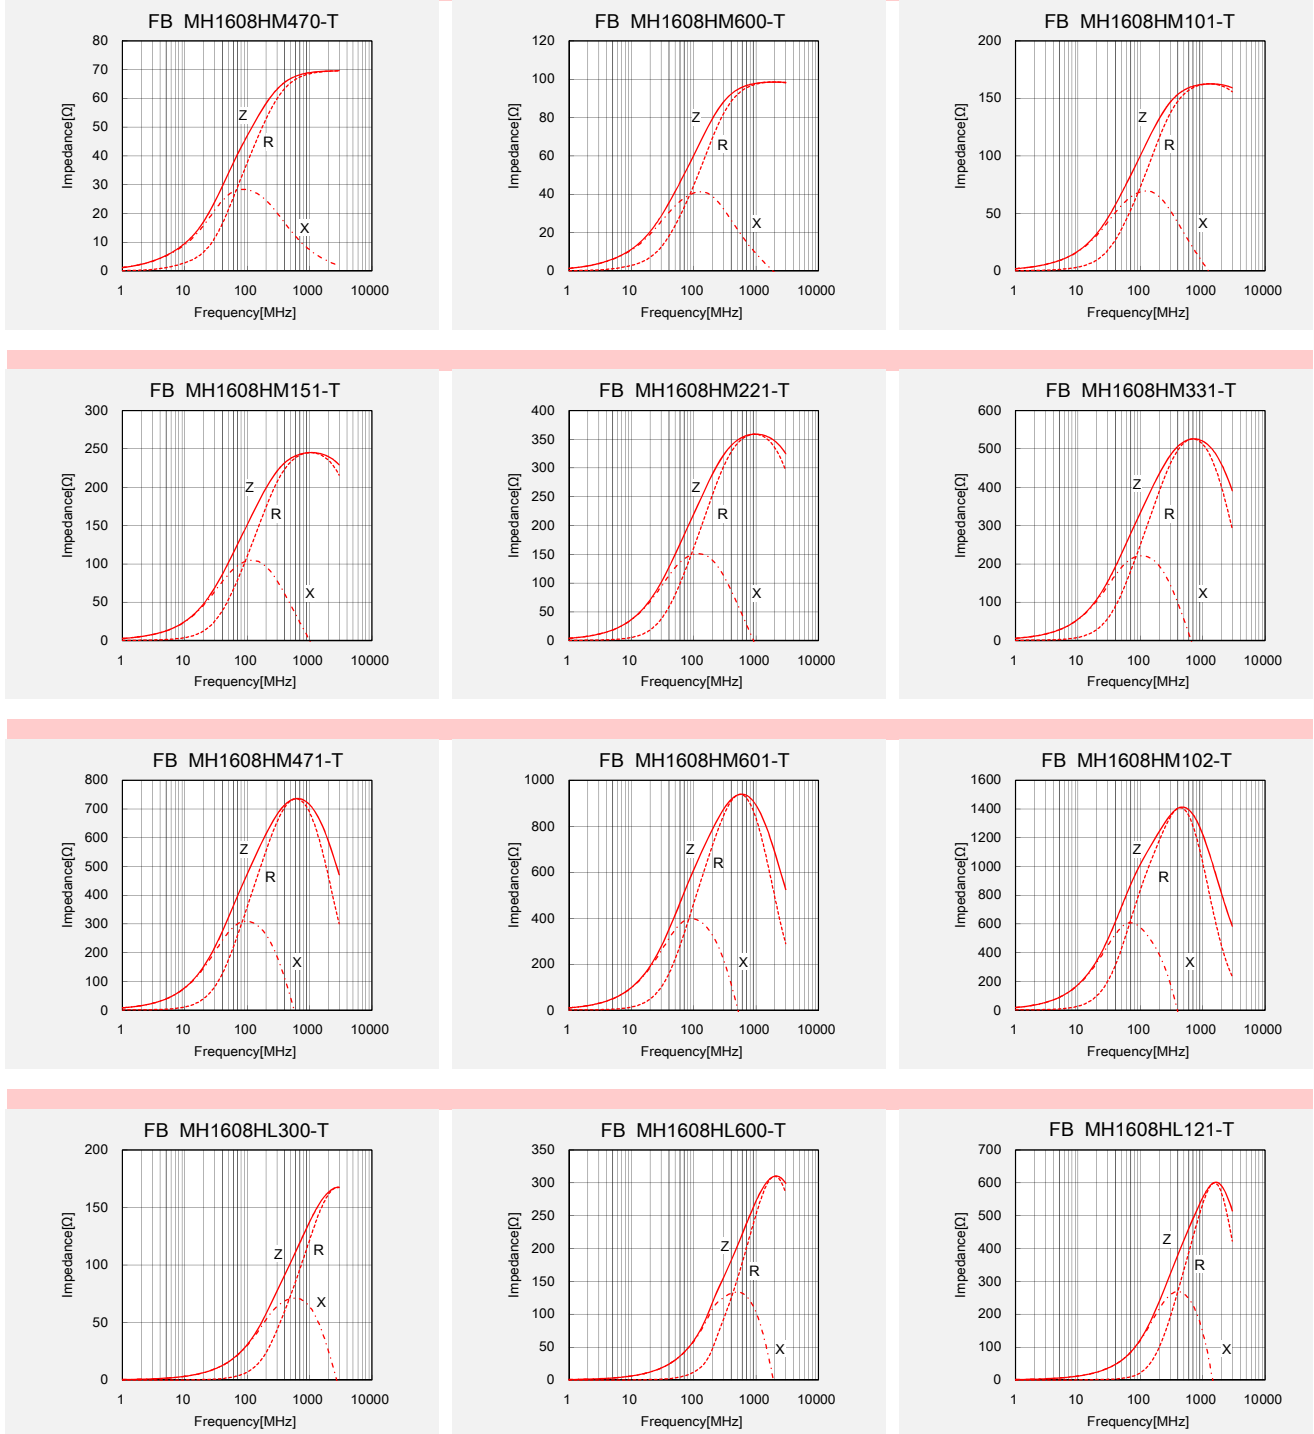 FB MH1608HM470-T
80
70
60
50
40
30
20
10
0
Impedance[Ω]
Z
R
X
1 10 100 1000 10000
Frequency[MHz]
FB MH1608HM600-T
120
100
80
60
40
20
0
Impedance[Ω]
Z
R
X
1 10 100 1000 10000
Frequency[MHz]
FB MH1608HM101-T
200
150
100
50
0
Impedance[Ω]
Z
R
X
1 10 100 1000 10000
Frequency[MHz]
FB MH1608HM151-T
300
250
200
150
100
50
0
Impedance[Ω]
Z
R
X
1 10 100 1000 10000
Frequency[MHz]
FB MH1608HM221-T
400
350
300
250
200
150
100
50
0
Impedance[Ω]
Z
R
X
1 10 100 1000 10000
Frequency[MHz]
FB MH1608HM331-T
600
500
400
300
200
100
0
Impedance[Ω]
Z
R
X
1 10 100 1000 10000
Frequency[MHz]
FB MH1608HM471-T
800
700
600
500
400
300
200
100
0
Impedance[Ω]
Z
R
X
1 10 100 1000 10000
Frequency[MHz]
FB MH1608HM601-T
1000
800
600
400
200
0
Impedance[Ω]
Z
R
X
1 10 100 1000 10000
Frequency[MHz]
FB MH1608HM102-T
1600
1400
1200
1000
800
600
400
200
0
Impedance[Ω]
Z
R
X
1 10 100 1000 10000
Frequency[MHz]
FB MH1608HL300-T
200
150
100
50
0
Impedance[Ω]
Z
R
X
1 10 100 1000 10000
Frequency[MHz]
FB MH1608HL600-T
350
300
250
200
150
100
50
0
Impedance[Ω]
Z
R
X
1 10 100 1000 10000
Frequency[MHz]
FB MH1608HL121-T
700
600
500
400
300
200
100
0
Impedance[Ω]
Z
R
X
1 10 100 1000 10000
Frequency[MHz]